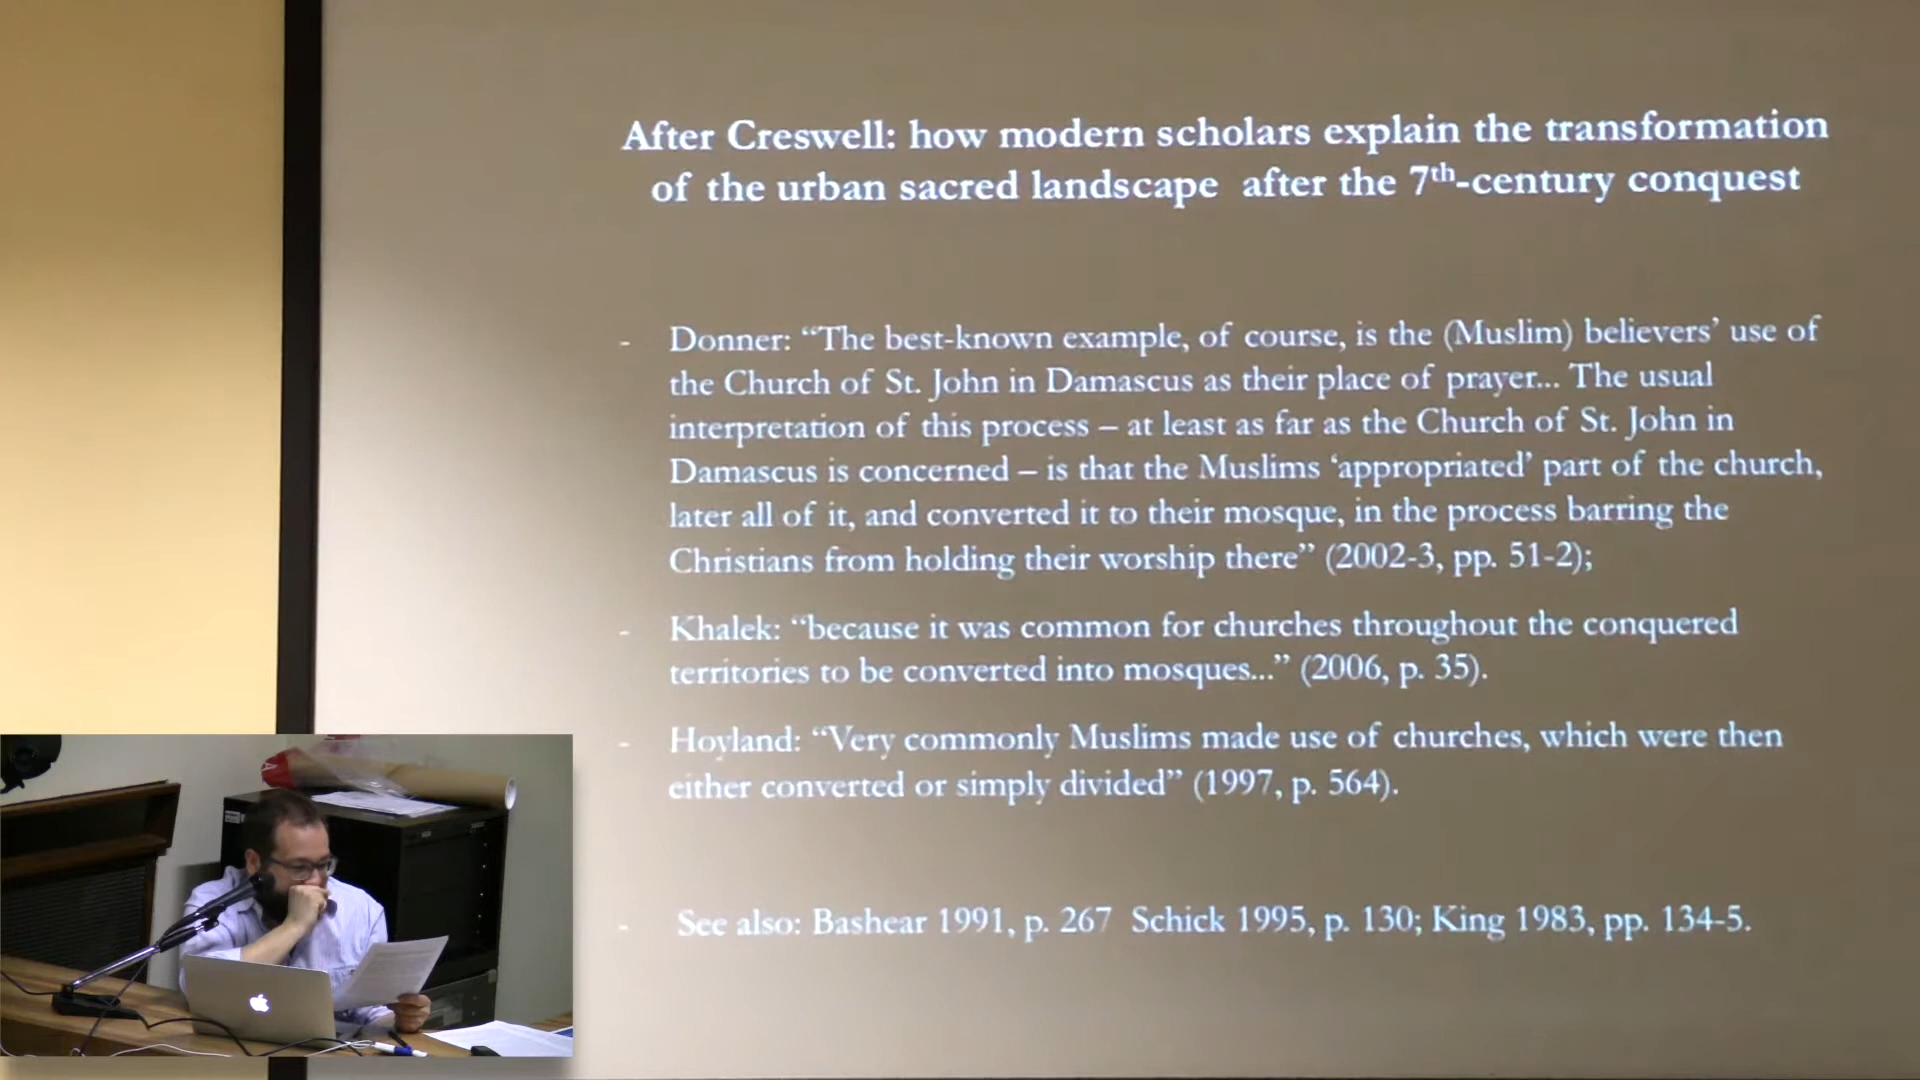 After Creswell: how modern scholars explain the transformation
of the urban sacred landscape after the 7th-century conquest
- Donner: “The best-known example, of course, is the (Muslim) believers’ use of
the Church of St. John in Damascus as their place of prayer... The usual
interpretation of this process – at least as far as the Church of St. John in
Damascus is concerned – is that the Muslims ‘appropriated’ part of the church,
later all of it, and converted it to their mosque, in the process barring the
Christians from holding their worship there” (2002-3, pp. 51-2);
- Khalek: “because it was common for churches throughout the conquered
territories to be converted into mosques...” (2006, p. 35).
- Hoyland: “Very commonly Muslims made use of churches, which were then
either converted or simply divided” (1997, p. 564).
- See also: Bashear 1991, p. 267 Schick 1995, p. 130; King 1983, pp. 134-5.